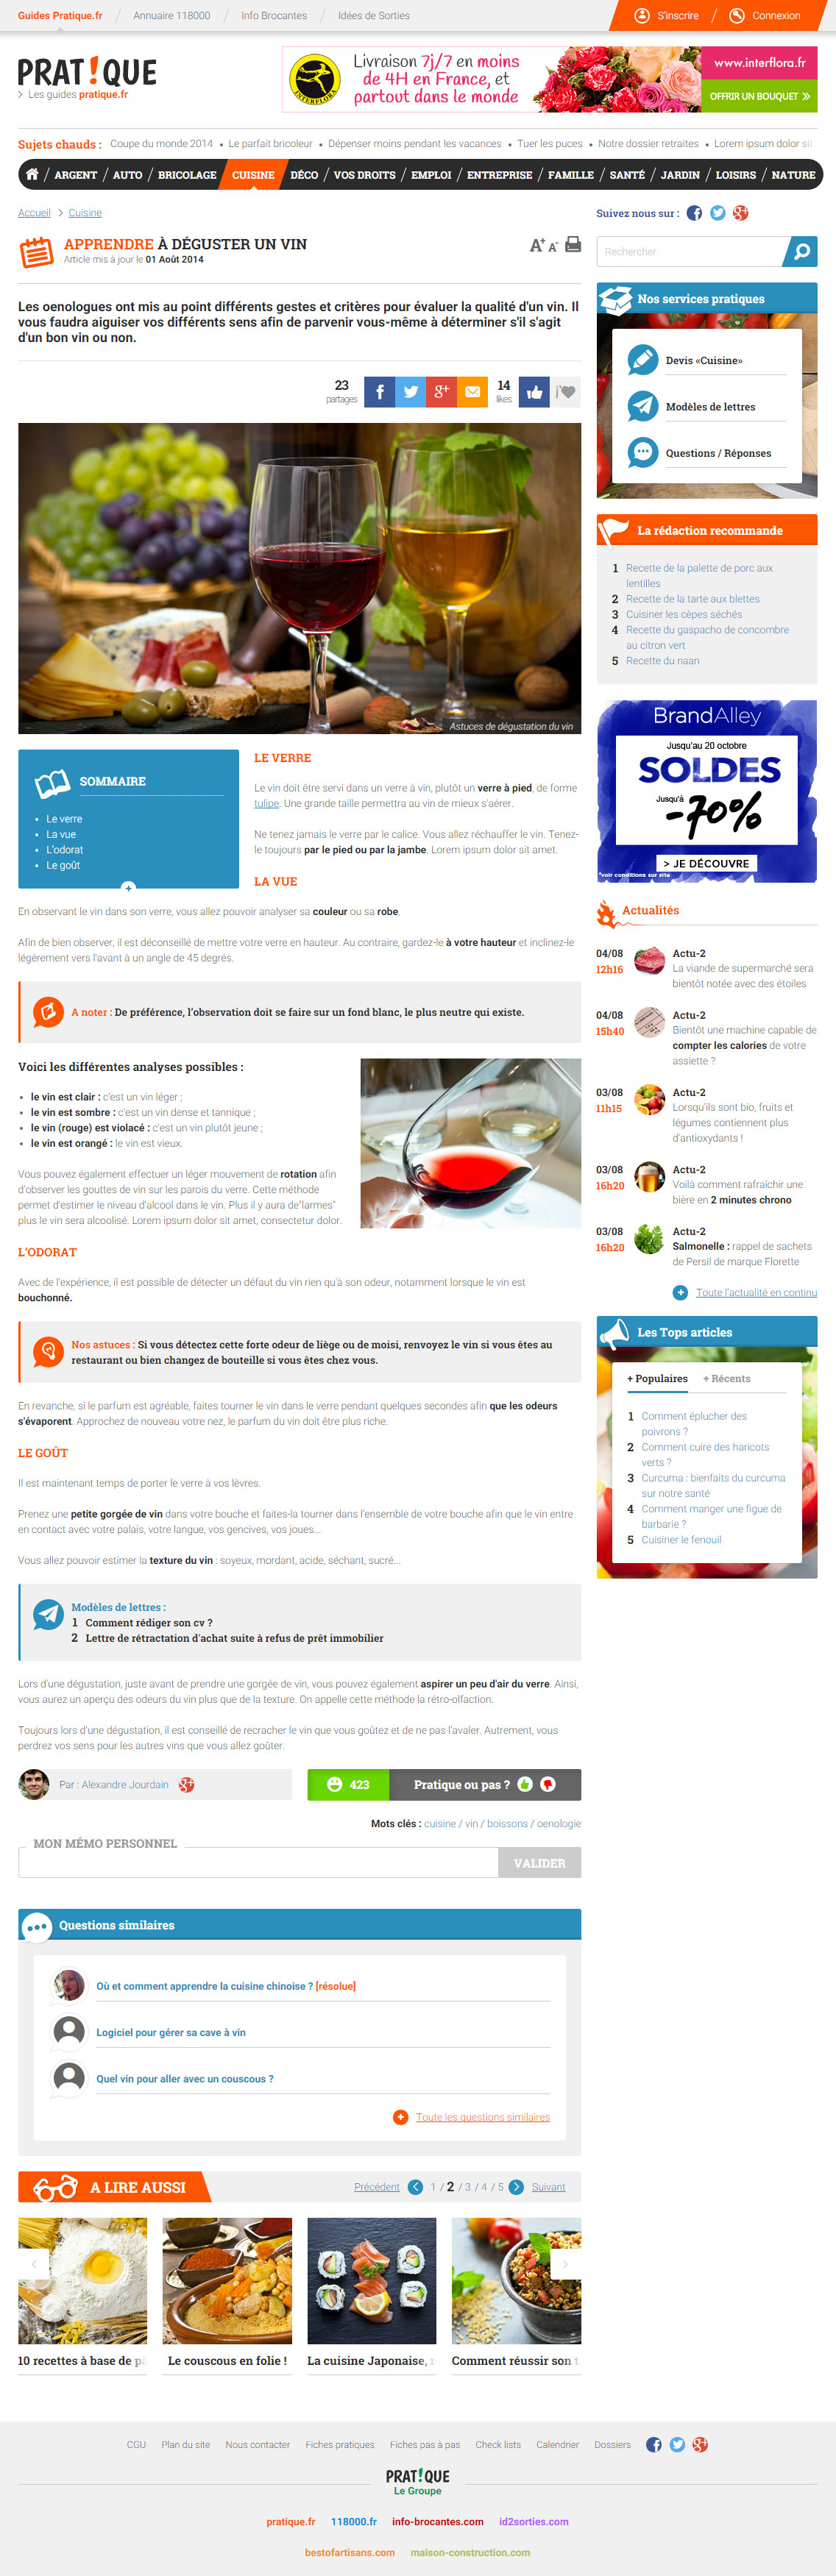 Guides Pratique.fr / Annuaire 118000 / Info Brocantes / Idées de Sorties
S'inscrire / Connexion
PRAT!QUE
Les guides pratique.fr
INTERFLORA
Livraison 7j/7 en moins
de 4H en France, et
partout dans le monde
www.interflora.fr
OFFRIR UN BOUQUET
Sujets chauds : Coupe du monde 2014 • Le parfait bricoleur • Dépenser moins pendant les vacances • Tuer les puces • Notre dossier retraites • Lorem ipsum dolor si
ARGENT / AUTO / BRICOLAGE CUISINE DÉCO / VOS DROITS / EMPLOI / ENTREPRISE / FAMILLE / SANTÉ / JARDIN / LOISIRS / NATURE
Accueil > Cuisine
APPRENDRE À DÉGUSTER UN VIN
Article mis à jour le 01 Août 2014
A+ A-
Les oenologues ont mis au point différents gestes et critères pour évaluer la qualité d'un vin. Il
vous faudra aiguiser vos différents sens afin de parvenir vous-même à déterminer s'il s'agit
d'un bon vin ou non.
23
partages
14
likes
j'
Astuces de dégustation du vin
SOMMAIRE
• Le verre
• La vue
• L'odorat
• Le goût
LE VERRE
Le vin doit être servi dans un verre à vin, plutôt un verre à pied, de forme
tulipe. Une grande taille permettra au vin de mieux s'aérer.
Ne tenez jamais le verre par le calice. Vous allez réchauffer le vin. Tenez-
le toujours par le pied ou par la jambe. Lorem ipsum dolor sit amet.
LA VUE
En observant le vin dans son verre, vous allez pouvoir analyser sa couleur ou sa robe.
Afin de bien observer, il est déconseillé de mettre votre verre en hauteur. Au contraire, gardez-le à votre hauteur et inclinez-le
légèrement vers l'avant à un angle de 45 degrés.
A noter : De préférence, l'observation doit se faire sur un fond blanc, le plus neutre qui existe.
Voici les différentes analyses possibles :
• le vin est clair : c'est un vin léger ;
• le vin est sombre : c'est un vin dense et tannique ;
• le vin (rouge) est violacé : c'est un vin plutôt jeune ;
• le vin est orangé : le vin est vieux.
Vous pouvez également effectuer un léger mouvement de rotation afin
d'observer les gouttes de vin sur les parois du verre. Cette méthode
permet d'estimer le niveau d'alcool dans le vin. Plus il y aura de"larmes"
plus le vin sera alcoolisé. Lorem ipsum dolor sit amet, consectetur dolor.
L'ODORAT
Avec de l'expérience, il est possible de détecter un défaut du vin rien qu'à son odeur, notamment lorsque le vin est
bouchonné.
Nos astuces : Si vous détectez cette forte odeur de liège ou de moisi, renvoyez le vin si vous êtes au
restaurant ou bien changez de bouteille si vous êtes chez vous.
En revanche, si le parfum est agréable, faites tourner le vin dans le verre pendant quelques secondes afin que les odeurs
s'évaporent. Approchez de nouveau votre nez, le parfum du vin doit être plus riche.
LE GOÛT
Il est maintenant temps de porter le verre à vos lèvres.
Prenez une petite gorgée de vin dans votre bouche et faites-la tourner dans l'ensemble de votre bouche afin que le vin entre
en contact avec votre palais, votre langue, vos gencives, vos joues...
Vous allez pouvoir estimer la texture du vin : soyeux, mordant, acide, séchant, sucré...
Modèles de lettres :
1 Comment rédiger son cv ?
2 Lettre de rétractation d'achat suite à refus de prêt immobilier
Lors d'une dégustation, juste avant de prendre une gorgée de vin, vous pouvez également aspirer un peu d'air du verre. Ainsi,
vous aurez un aperçu des odeurs du vin plus que de la texture. On appelle cette méthode la rétro-olfaction.
Toujours lors d'une dégustation, il est conseillé de recracher le vin que vous goûtez et de ne pas l'avaler. Autrement, vous
perdrez vos sens pour les autres vins que vous allez goûter.
Par : Alexandre Jourdain
423
Pratique ou pas ?
Mots clés : cuisine / vin / boissons / oenologie
MON MÉMO PERSONNEL
VALIDER
Questions similaires
Où et comment apprendre la cuisine chinoise ? [résolue]
Logiciel pour gérer sa cave à vin
Quel vin pour aller avec un couscous ?
Toute les questions similaires
A LIRE AUSSI
Précédent 1 / 2 / 3 / 4 / 5 Suivant
10 recettes à base de pâ
Le couscous en folie !
La cuisine Japonaise,
Comment réussir son t
Suivez nous sur :
Rechercher
Nos services pratiques
Devis «Cuisine»
Modèles de lettres
Questions / Réponses
La rédaction recommande
1 Recette de la palette de porc aux
lentilles
2 Recette de la tarte aux blettes
3 Cuisiner les cèpes séchés
4 Recette du gaspacho de concombre
au citron vert
5 Recette du naan
BrandAlley
Jusqu'au 20 octobre
SOLDES
Jusqu'à
-70%
> JE DÉCOUVRE
*voir conditions sur site
Actualités
04/08
12h16
Actu-2
La viande de supermarché sera
bientôt notée avec des étoiles
04/08
15h40
Actu-2
Bientôt une machine capable de
compter les calories de votre
assiette ?
03/08
11h15
Actu-2
Lorsqu'ils sont bio, fruits et
légumes contiennent plus
d'antioxydants !
03/08
16h20
Actu-2
Voilà comment rafraîchir une
bière en 2 minutes chrono
03/08
16h20
Actu-2
Salmonelle : rappel de sachets
de Persil de marque Florette
Toute l'actualité en continu
Les Tops articles
+ Populaires + Récents
1 Comment éplucher des
poivrons ?
2 Comment cuire des haricots
verts ?
3 Curcuma : bienfaits du curcuma
sur notre santé
4 Comment manger une figue de
barbarie ?
5 Cuisiner le fenouil
CGU Plan du site Nous contacter Fiches pratiques Fiches pas à pas Check lists Calendrier Dossiers
PRAT!QUE
Le Groupe
pratique.fr 118000.fr info-brocantes.com id2sorties.com
bestofartisans.com maison-construction.com